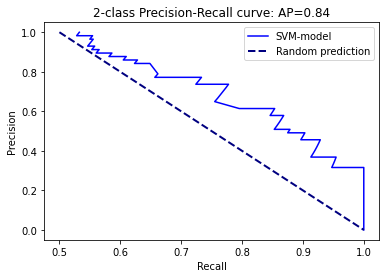 2-class Precision-Recall curve: AP=0.84
SVM-model
Random prediction
Precision
1.0
0.8
0.6
0.4
0.2
0.0
0.5 0.6 0.7 0.8 0.9 1.0
Recall